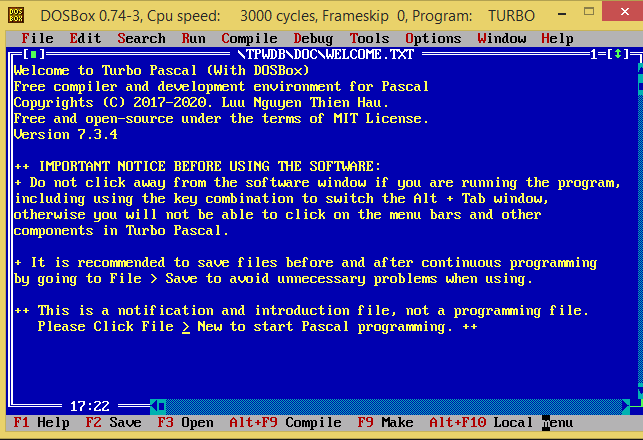 DOSBox 0.74-3, Cpu speed: 3000 cycles, Frameskip 0, Program: TURBO
File Edit Search Run Compile Debug Tools Options Window Help
\TPWDB\DOC\WELCOME.TXT 1=[↕]
Welcome to Turbo Pascal (With DOSBox)
Free compiler and development environment for Pascal
Copyrights (C) 2017-2020. Luu Nguyen Thien Hau.
Free and open-source under the terms of MIT License.
Version 7.3.4
++ IMPORTANT NOTICE BEFORE USING THE SOFTWARE:
+ Do not click away from the software window if you are running the program,
including using the key combination to switch the Alt + Tab window,
otherwise you will not be able to click on the menu bars and other
components in Turbo Pascal.
+ It is recommended to save files before and after continuous programming
by going to File > Save to avoid unnecessary problems when using.
++ This is a notification and introduction file, not a programming file.
Please Click File > New to start Pascal programming. ++
17:22
F1 Help F2 Save F3 Open Alt+F9 Compile F9 Make Alt+F10 Local menu